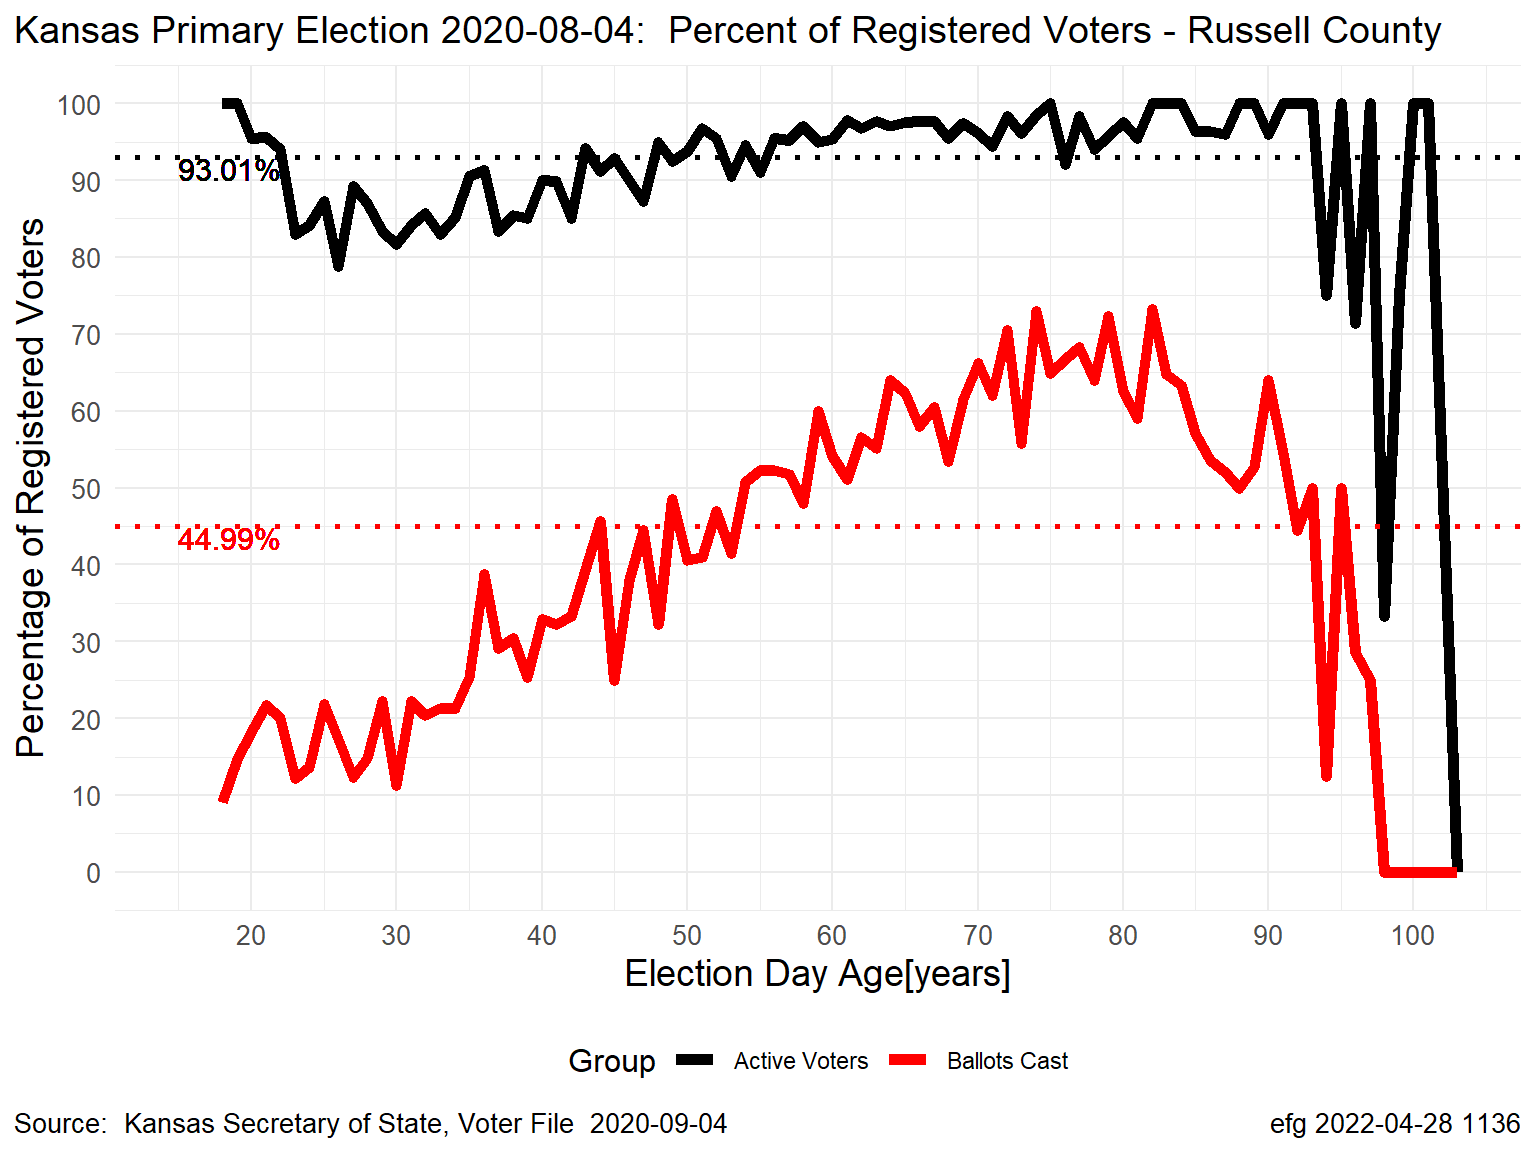 Kansas Primary Election 2020-08-04:  Percent of Registered Voters - Russell County
Percentage of Registered Voters
100
90
80
70
60
50
40
30
20
10
0
93.01%
44.99%
20 30 40 50 60 70 80 90 100
Election Day Age[years]
Group Active Voters Ballots Cast
Source:  Kansas Secretary of State, Voter File  2020-09-04
efg 2022-04-28 1136